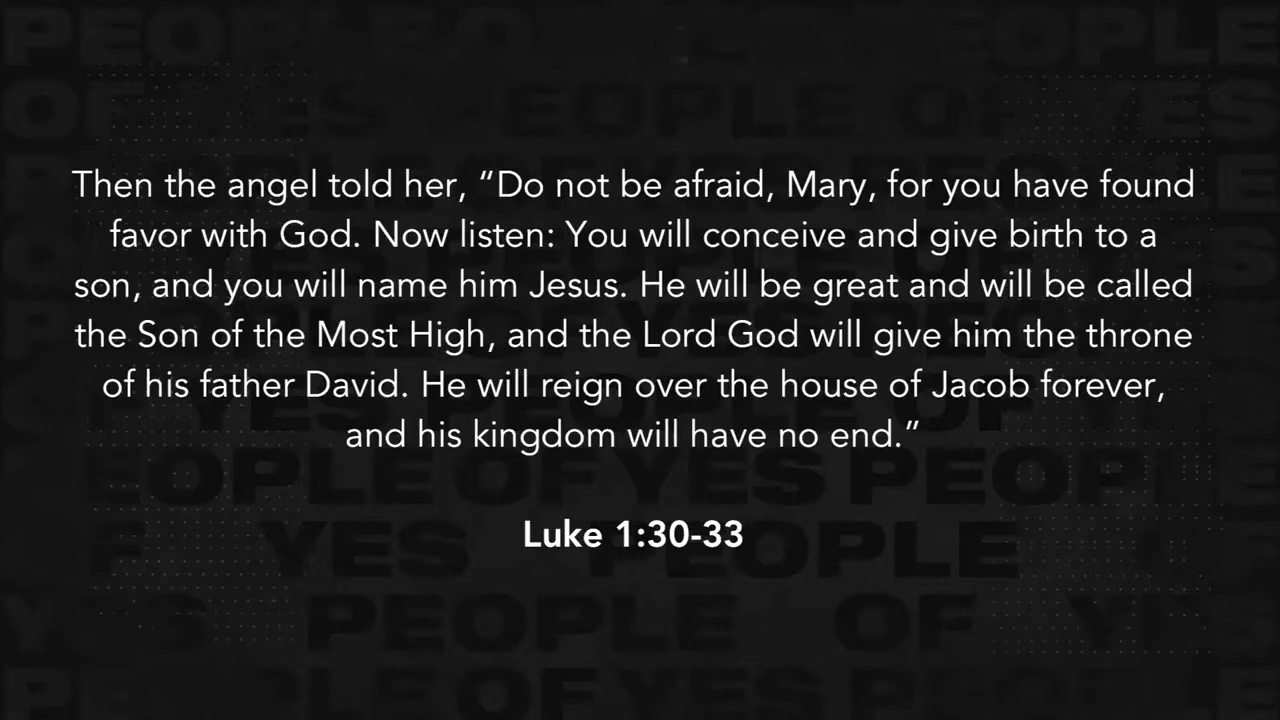 Then the angel told her, “Do not be afraid, Mary, for you have found
favor with God. Now listen: You will conceive and give birth to a
son, and you will name him Jesus. He will be great and will be called
the Son of the Most High, and the Lord God will give him the throne
of his father David. He will reign over the house of Jacob forever,
and his kingdom will have no end.”
Luke 1:30-33